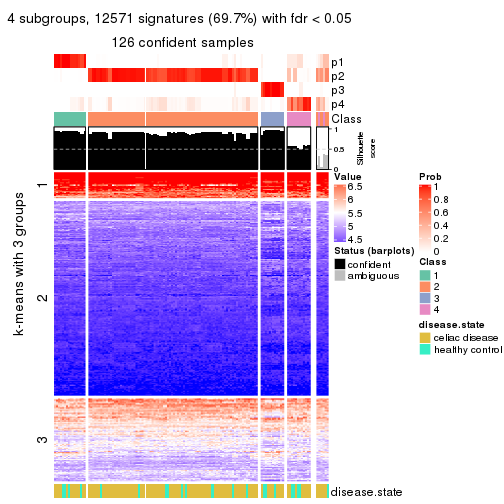 4 subgroups, 12571 signatures (69.7%) with fdr < 0.05
126 confident samples
p1
p2
p3
p4
Class
1
0.5
0
Silhouette
score
k-means with 3 groups
1
2
3
disease.state
Value
6.5
6
5.5
5
4.5
Status (barplots)
confident
ambiguous
Prob
1
0.8
0.6
0.4
0.2
0
Class
1
2
3
4
disease.state
celiac disease
healthy control